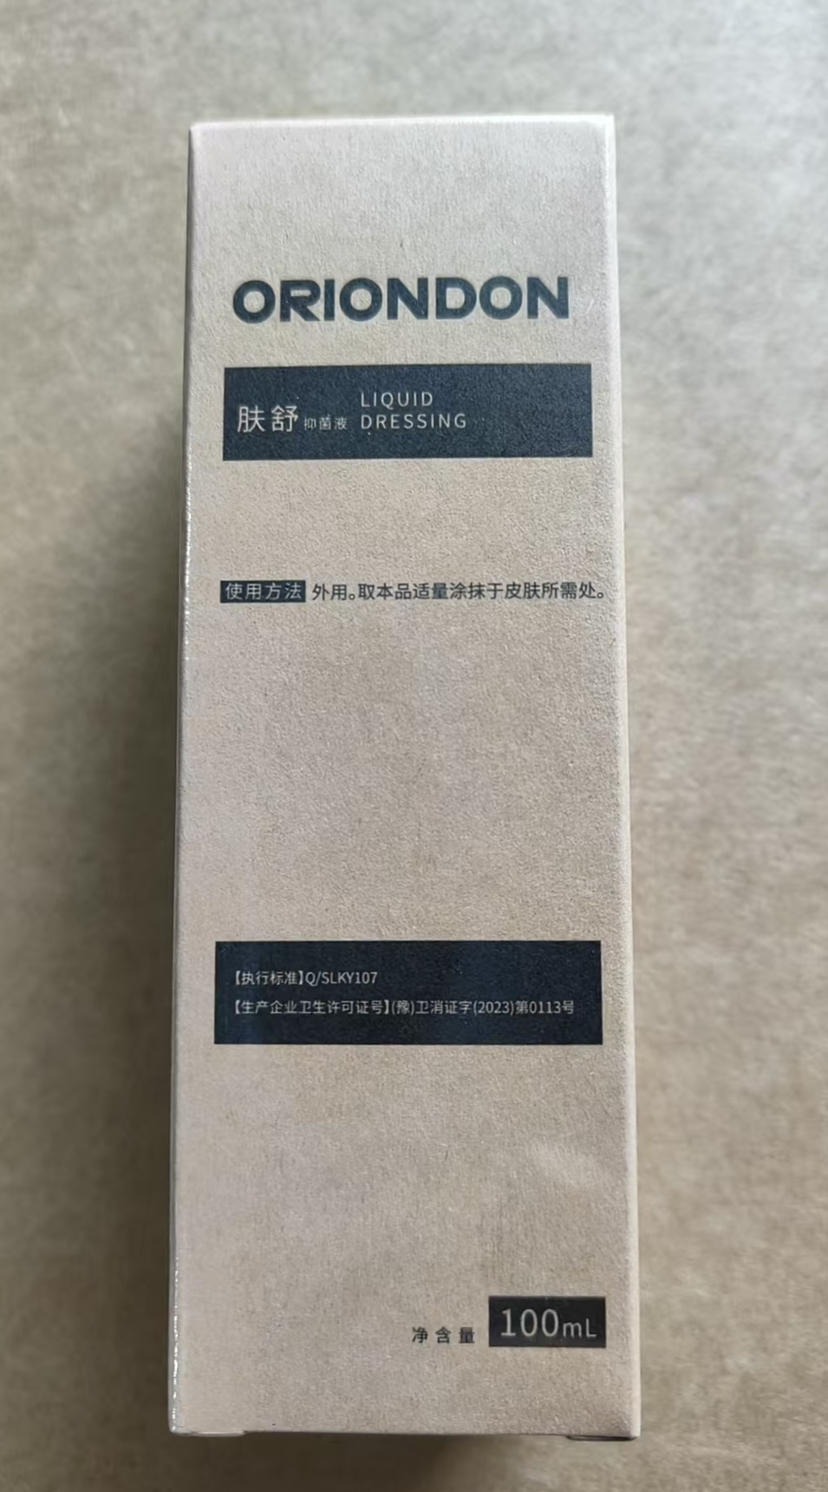 ORIONDON
肤舒 抑菌液 LIQUID
DRESSING
使用方法 外用。取本品适量涂抹于皮肤所需处。
【执行标准】Q/SLKY107
【生产企业卫生许可证号】(豫)卫消证字(2023)第0113号
净含量 100mL